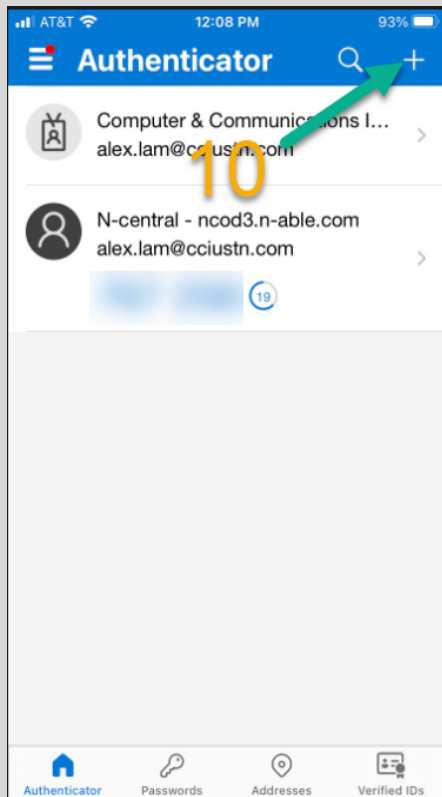 AT&T 12:08 PM 93%
Authenticator
Computer & Communications I...
alex.lam@cciustn.com
10
N-central - ncod3.n-able.com
alex.lam@cciustn.com
19
Authenticator Passwords Addresses Verified IDs